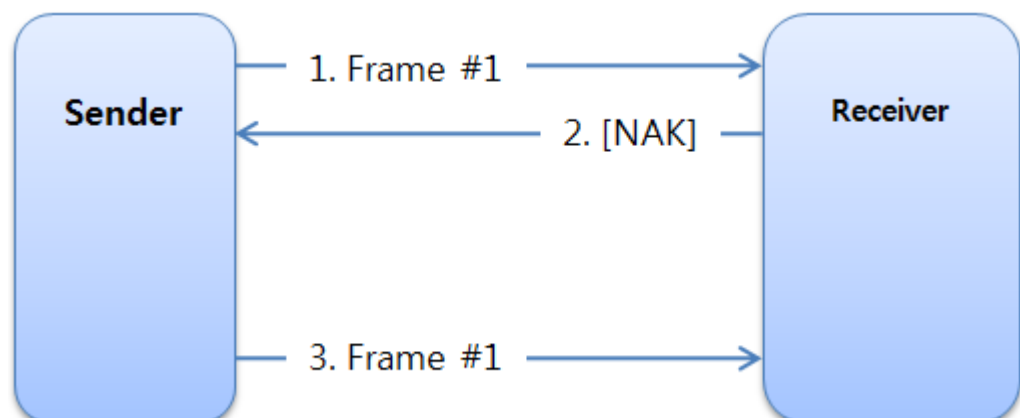 1. Frame #1
Sender
Receiver
2. [NAK]
3. Frame #1